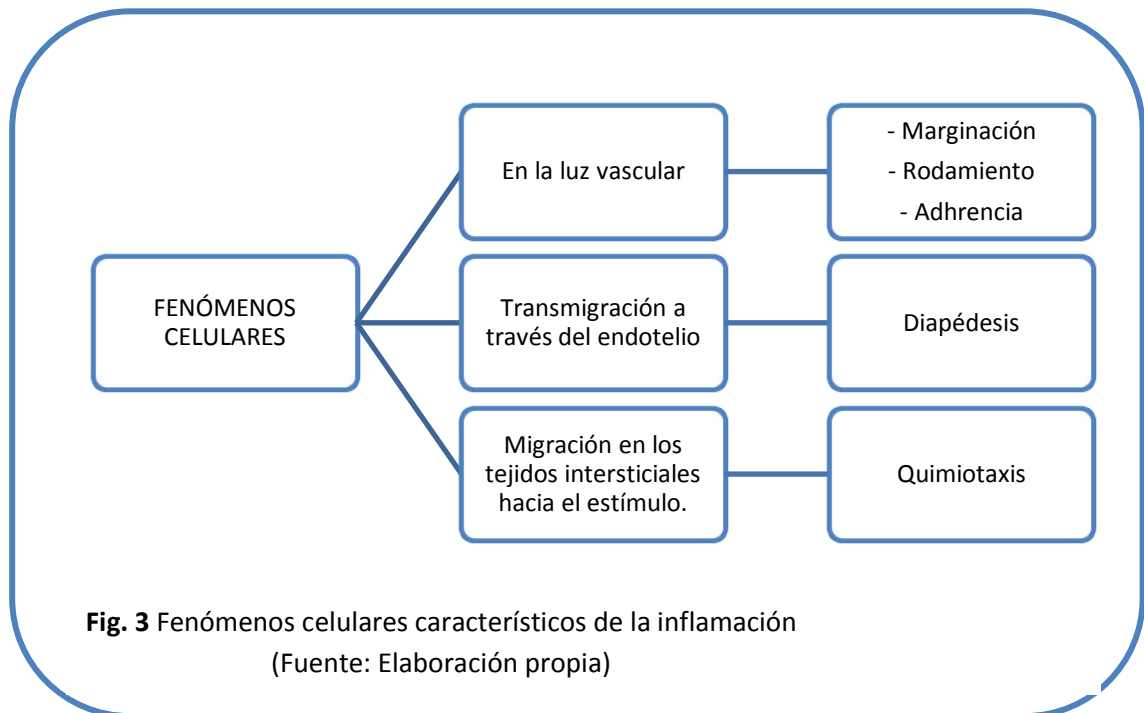 FENÓMENOS
CELULARES
En la luz vascular
- Marginación
- Rodamiento
- Adhrencia
Transmigración a
través del endotelio
Diapédesis
Migración en los
tejidos intersticiales
hacia el estímulo.
Quimiotaxis
Fig. 3 Fenómenos celulares característicos de la inflamación
(Fuente: Elaboración propia)